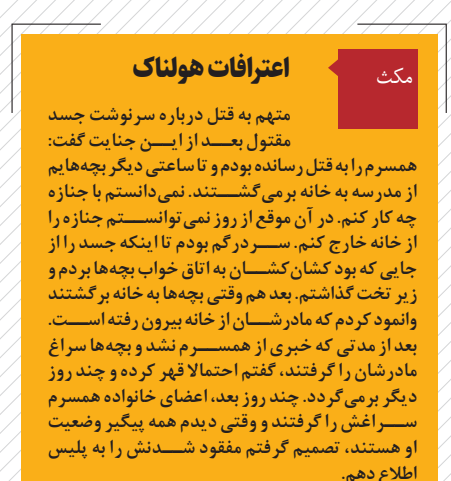 مکث
اعترافات هولناک
متهم به قتل درباره سرنوشت جسد
مقتول بعد از این جنایت گفت:
همسرم را به قتل رسانده بودم و تا ساعتی دیگر بچه‌هایم
از مدرسه به خانه برمی‌گشتند. نمی‌دانستم با جنازه
چه کار کنم. در آن موقع از روز نمی‌توانستم جنازه را
از خانه خارج کنم. سردرگم بودم تا اینکه جسد را از
جایی که بود کشان‌کشان به اتاق خواب بچه‌ها بردم و
زیر تخت گذاشتم. بعد هم وقتی بچه‌ها به خانه برگشتند
وانمود کردم که مادرشان از خانه بیرون رفته است.
بعد از مدتی که خبری از همسرم نشد و بچه‌ها سراغ
مادرشان را گرفتند، گفتم احتمالا قهر کرده و چند روز
دیگر برمی‌گردد. چند روز بعد، اعضای خانواده همسرم
سراغش را گرفتند و وقتی دیدم همه پیگیر وضعیت
او هستند، تصمیم گرفتم مفقود شدنش را به پلیس
اطلاع دهم.